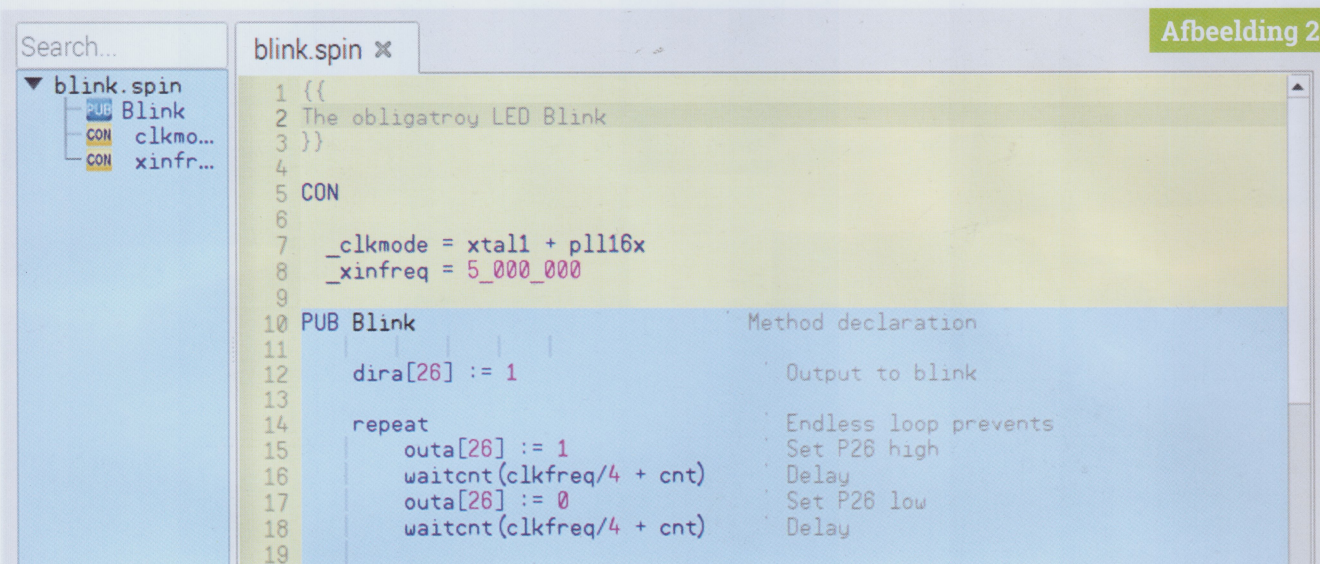 Afbeelding 2
Search...
blink.spin
blink.spin
PUB Blink
CON clkmo...
CON xinfr...
1 {{
2 The obligatroy LED Blink
3 }}
4
5 CON
6
7 _clkmode = xtal1 + pll16x
8 _xinfreq = 5_000_000
9
10 PUB Blink ' Method declaration
11
12 dira[26] := 1 ' Output to blink
13
14 repeat ' Endless loop prevents
15 outa[26] := 1 ' Set P26 high
16 waitcnt(clkfreq/4 + cnt) ' Delay
17 outa[26] := 0 ' Set P26 low
18 waitcnt(clkfreq/4 + cnt) ' Delay
19